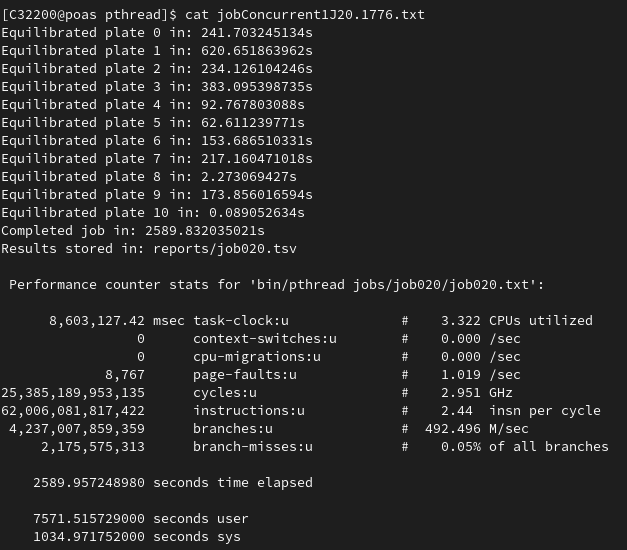 [C32200@poas pthread]$ cat jobConcurrent1J20.1776.txt
Equilibrated plate 0 in: 241.703245134s
Equilibrated plate 1 in: 620.651863962s
Equilibrated plate 2 in: 234.126104246s
Equilibrated plate 3 in: 383.095398735s
Equilibrated plate 4 in: 92.767803088s
Equilibrated plate 5 in: 62.611239771s
Equilibrated plate 6 in: 153.686510331s
Equilibrated plate 7 in: 217.160471018s
Equilibrated plate 8 in: 2.273069427s
Equilibrated plate 9 in: 173.856016594s
Equilibrated plate 10 in: 0.089052634s
Completed job in: 2589.832035021s
Results stored in: reports/job020.tsv
Performance counter stats for 'bin/pthread jobs/job020/job020.txt':
8,603,127.42 msec task-clock:u # 3.322 CPUs utilized
0 context-switches:u # 0.000 /sec
0 cpu-migrations:u # 0.000 /sec
8,767 page-faults:u # 1.019 /sec
25,385,189,953,135 cycles:u # 2.951 GHz
62,006,081,817,422 instructions:u # 2.44 insn per cycle
4,237,007,859,359 branches:u # 492.496 M/sec
2,175,575,313 branch-misses:u # 0.05% of all branches
2589.957248980 seconds time elapsed
7571.515729000 seconds user
1034.971752000 seconds sys